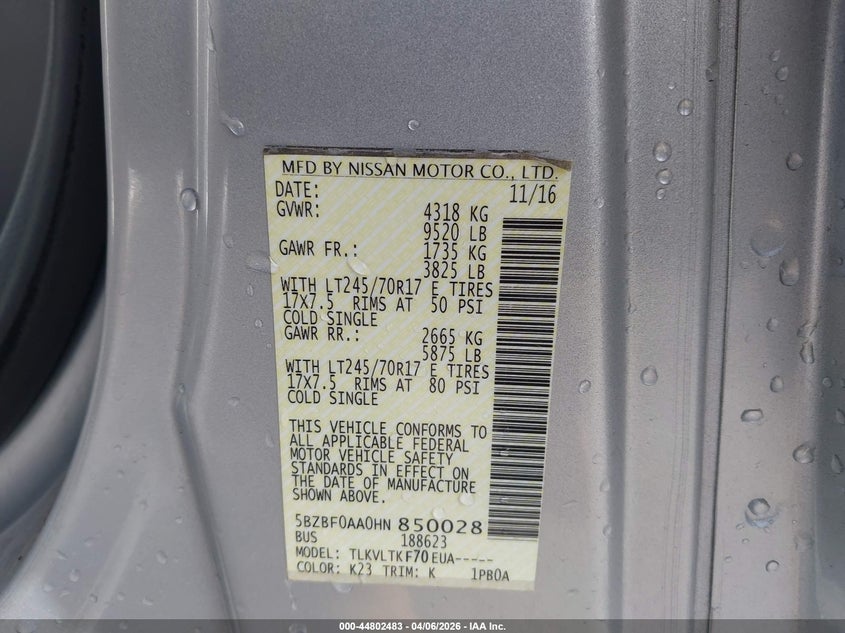 MFD BY NISSAN MOTOR CO., LTD.
DATE: 11/16
GVWR: 4318 KG
9520 LB
GAWR FR.: 1735 KG
3825 LB
WITH LT245/70R17 E TIRES
17X7.5 RIMS AT 50 PSI
COLD SINGLE
GAWR RR.: 2665 KG
5875 LB
WITH LT245/70R17 E TIRES
17X7.5 RIMS AT 80 PSI
COLD SINGLE
THIS VEHICLE CONFORMS TO
ALL APPLICABLE FEDERAL
MOTOR VEHICLE SAFETY
STANDARDS IN EFFECT ON
THE DATE OF MANUFACTURE
SHOWN ABOVE.
5BZBF0AA0HN850028
BUS 188623
MODEL: TLKVLTKF70EUA-----
COLOR: K23 TRIM: K 1PB0A
000-44802483 - 04/06/2026 - IAA Inc.